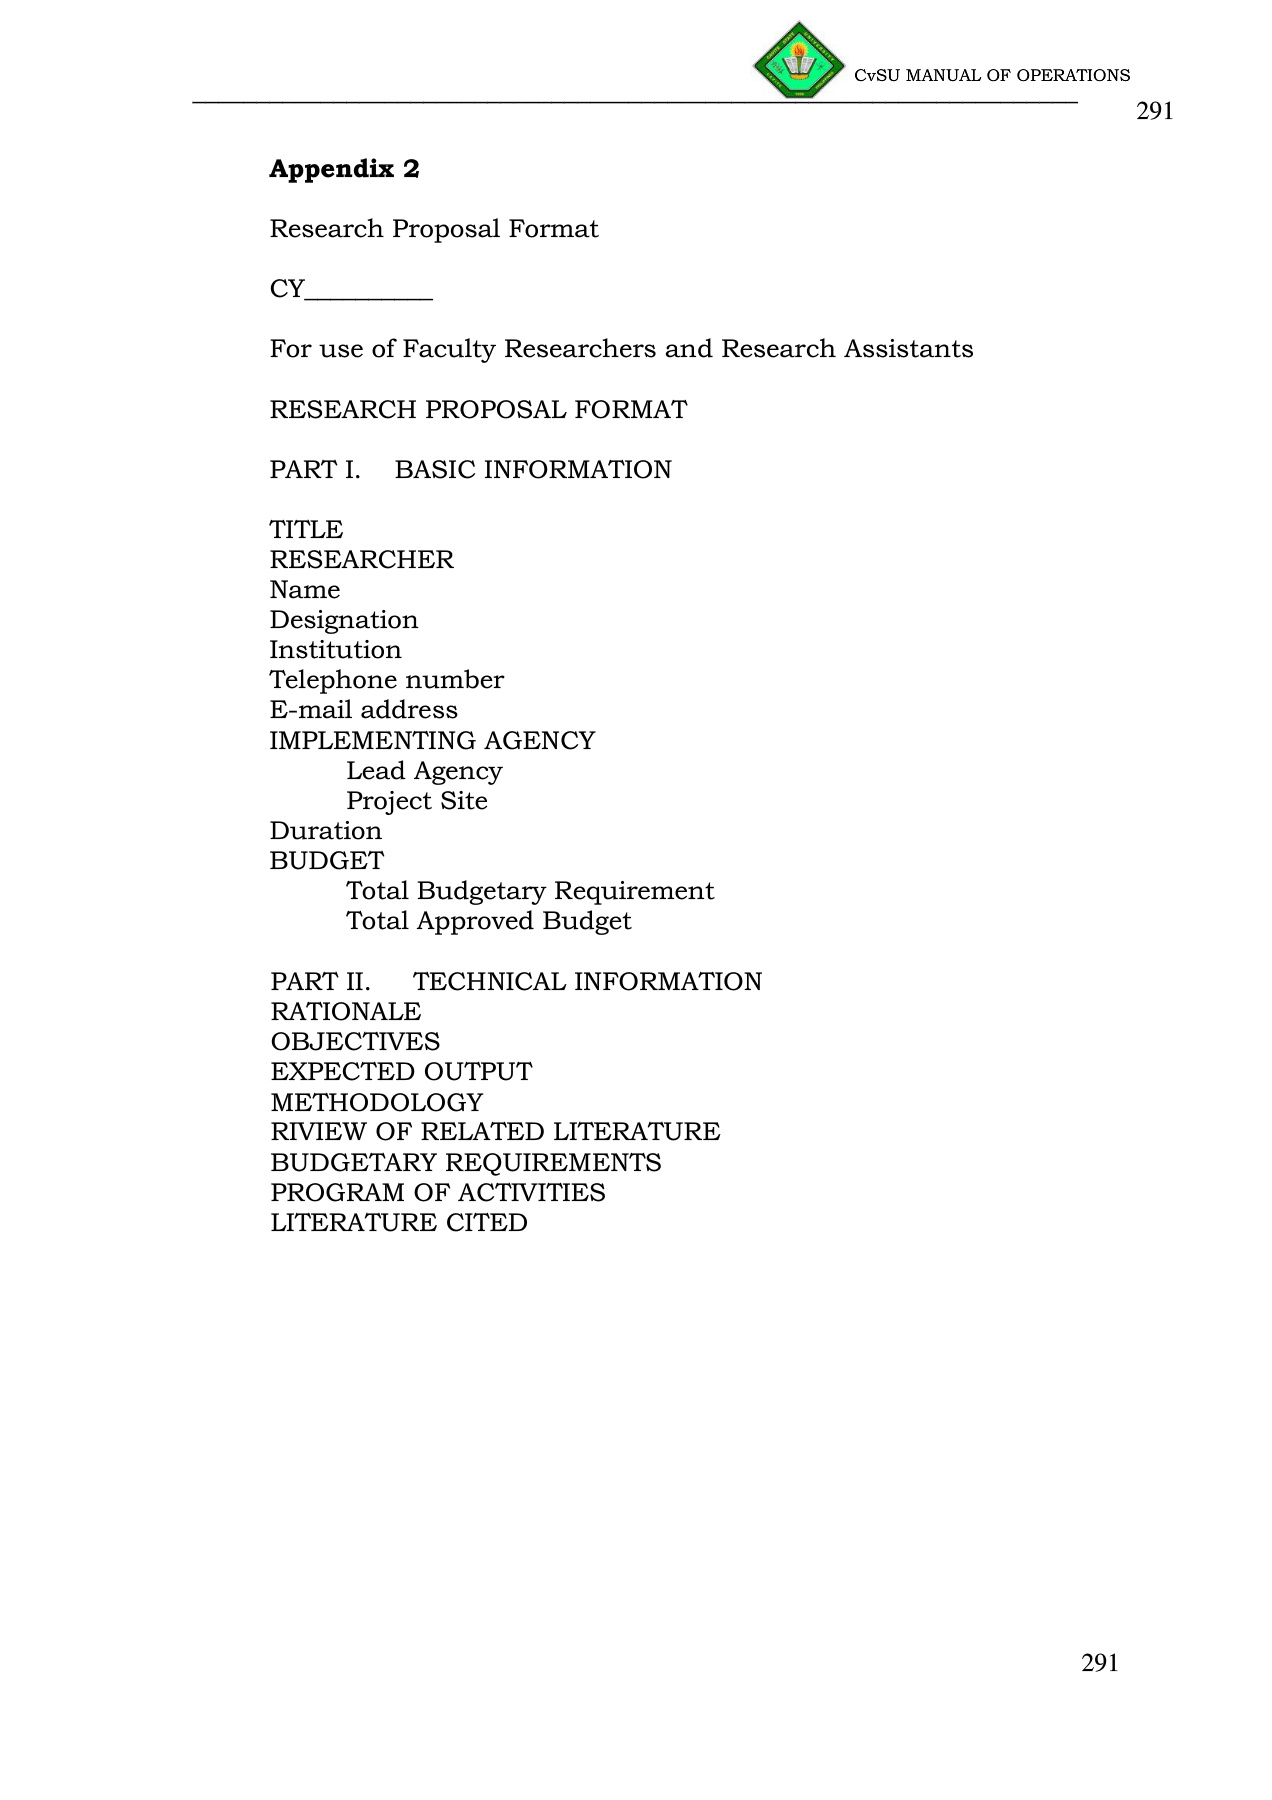 CvSU MANUAL OF OPERATIONS
291
Appendix 2
Research Proposal Format
CY__________
For use of Faculty Researchers and Research Assistants
RESEARCH PROPOSAL FORMAT
PART I. BASIC INFORMATION
TITLE
RESEARCHER
Name
Designation
Institution
Telephone number
E-mail address
IMPLEMENTING AGENCY
Lead Agency
Project Site
Duration
BUDGET
Total Budgetary Requirement
Total Approved Budget
PART II. TECHNICAL INFORMATION
RATIONALE
OBJECTIVES
EXPECTED OUTPUT
METHODOLOGY
RIVIEW OF RELATED LITERATURE
BUDGETARY REQUIREMENTS
PROGRAM OF ACTIVITIES
LITERATURE CITED
291